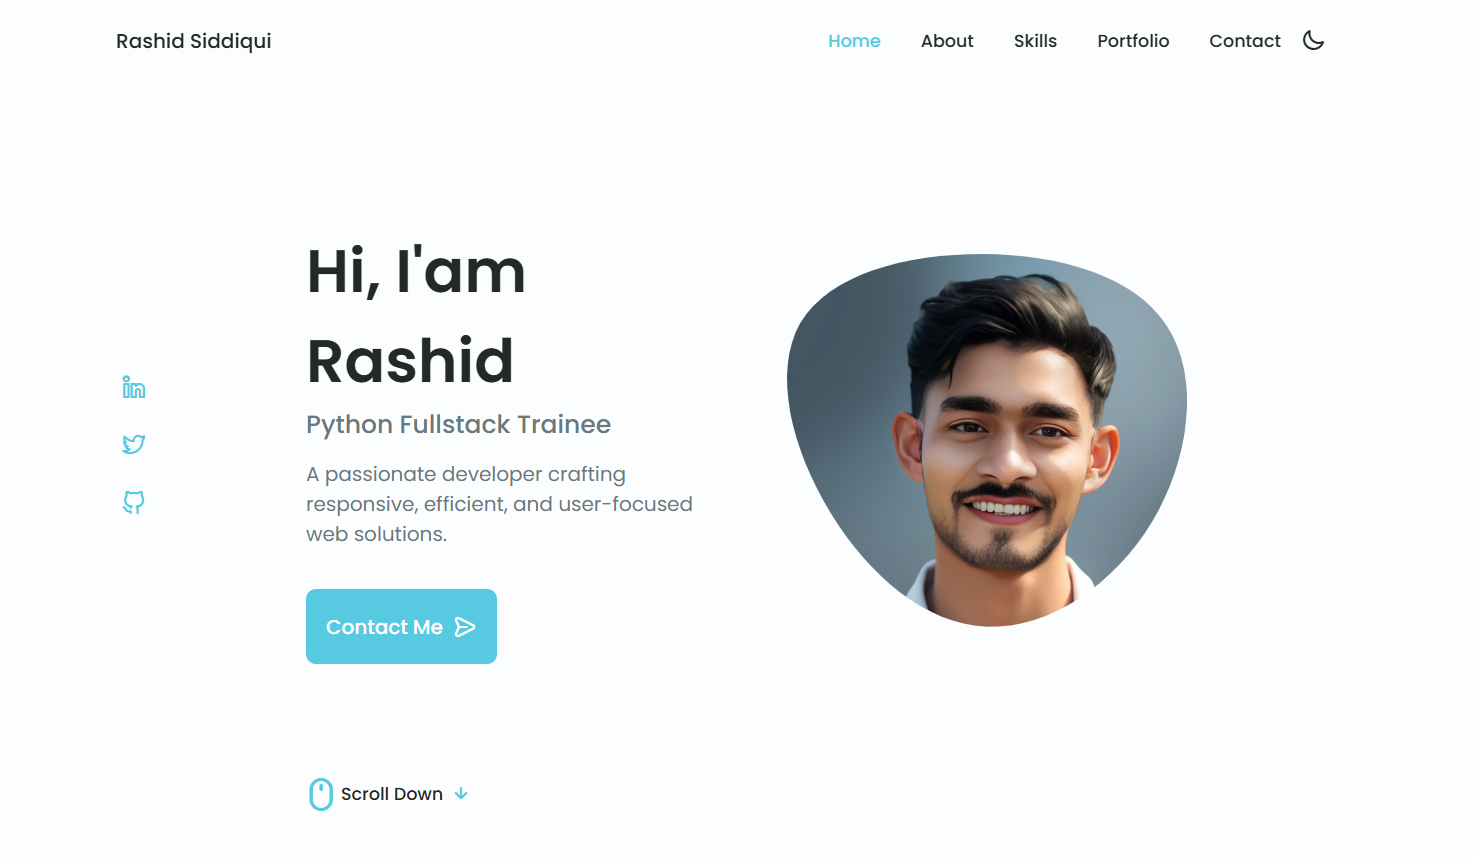 Rashid Siddiqui
Home About Skills Portfolio Contact
Hi, I'am
Rashid
Python Fullstack Trainee
A passionate developer crafting
responsive, efficient, and user-focused
web solutions.
Contact Me
Scroll Down